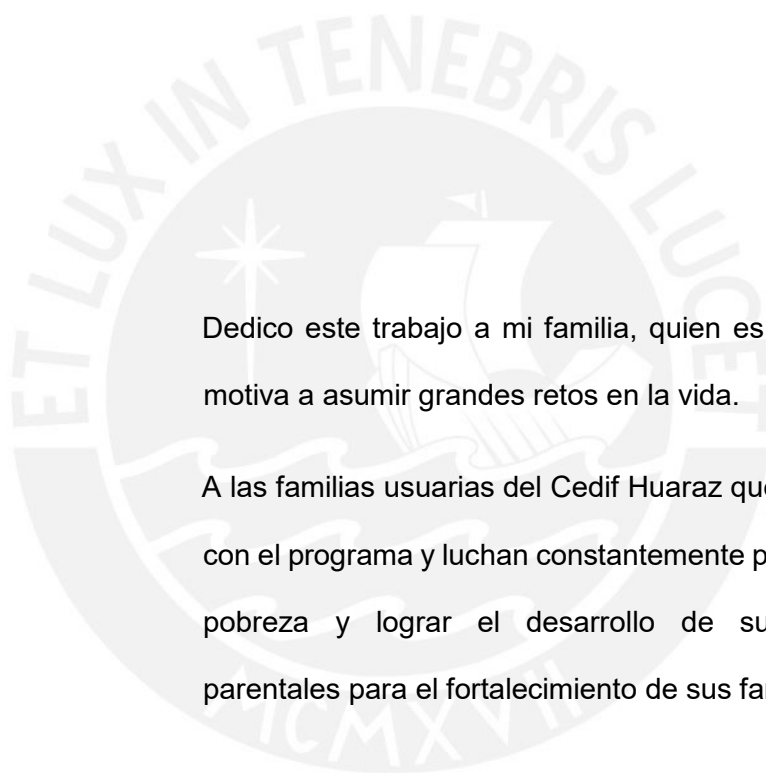 ET LUX IN TENEBRIS LUCET
Dedico este trabajo a mi familia, quien es
motiva a asumir grandes retos en la vida.
A las familias usuarias del Cedif Huaraz que
con el programa y luchan constantemente p
pobreza y lograr el desarrollo de su
parentales para el fortalecimiento de sus fa
MCMXVII